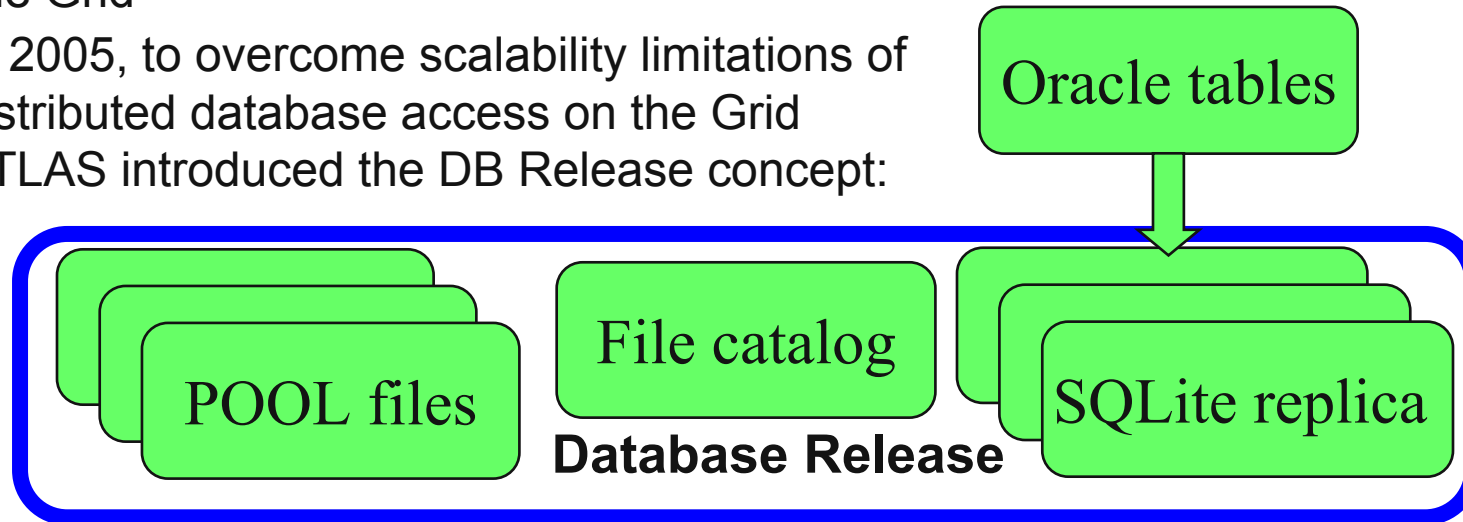 Grid
2005, to overcome scalability limitations of
stributed database access on the Grid
TLAS introduced the DB Release concept:
Oracle tables
POOL files
File catalog
SQLite replica
Database Release